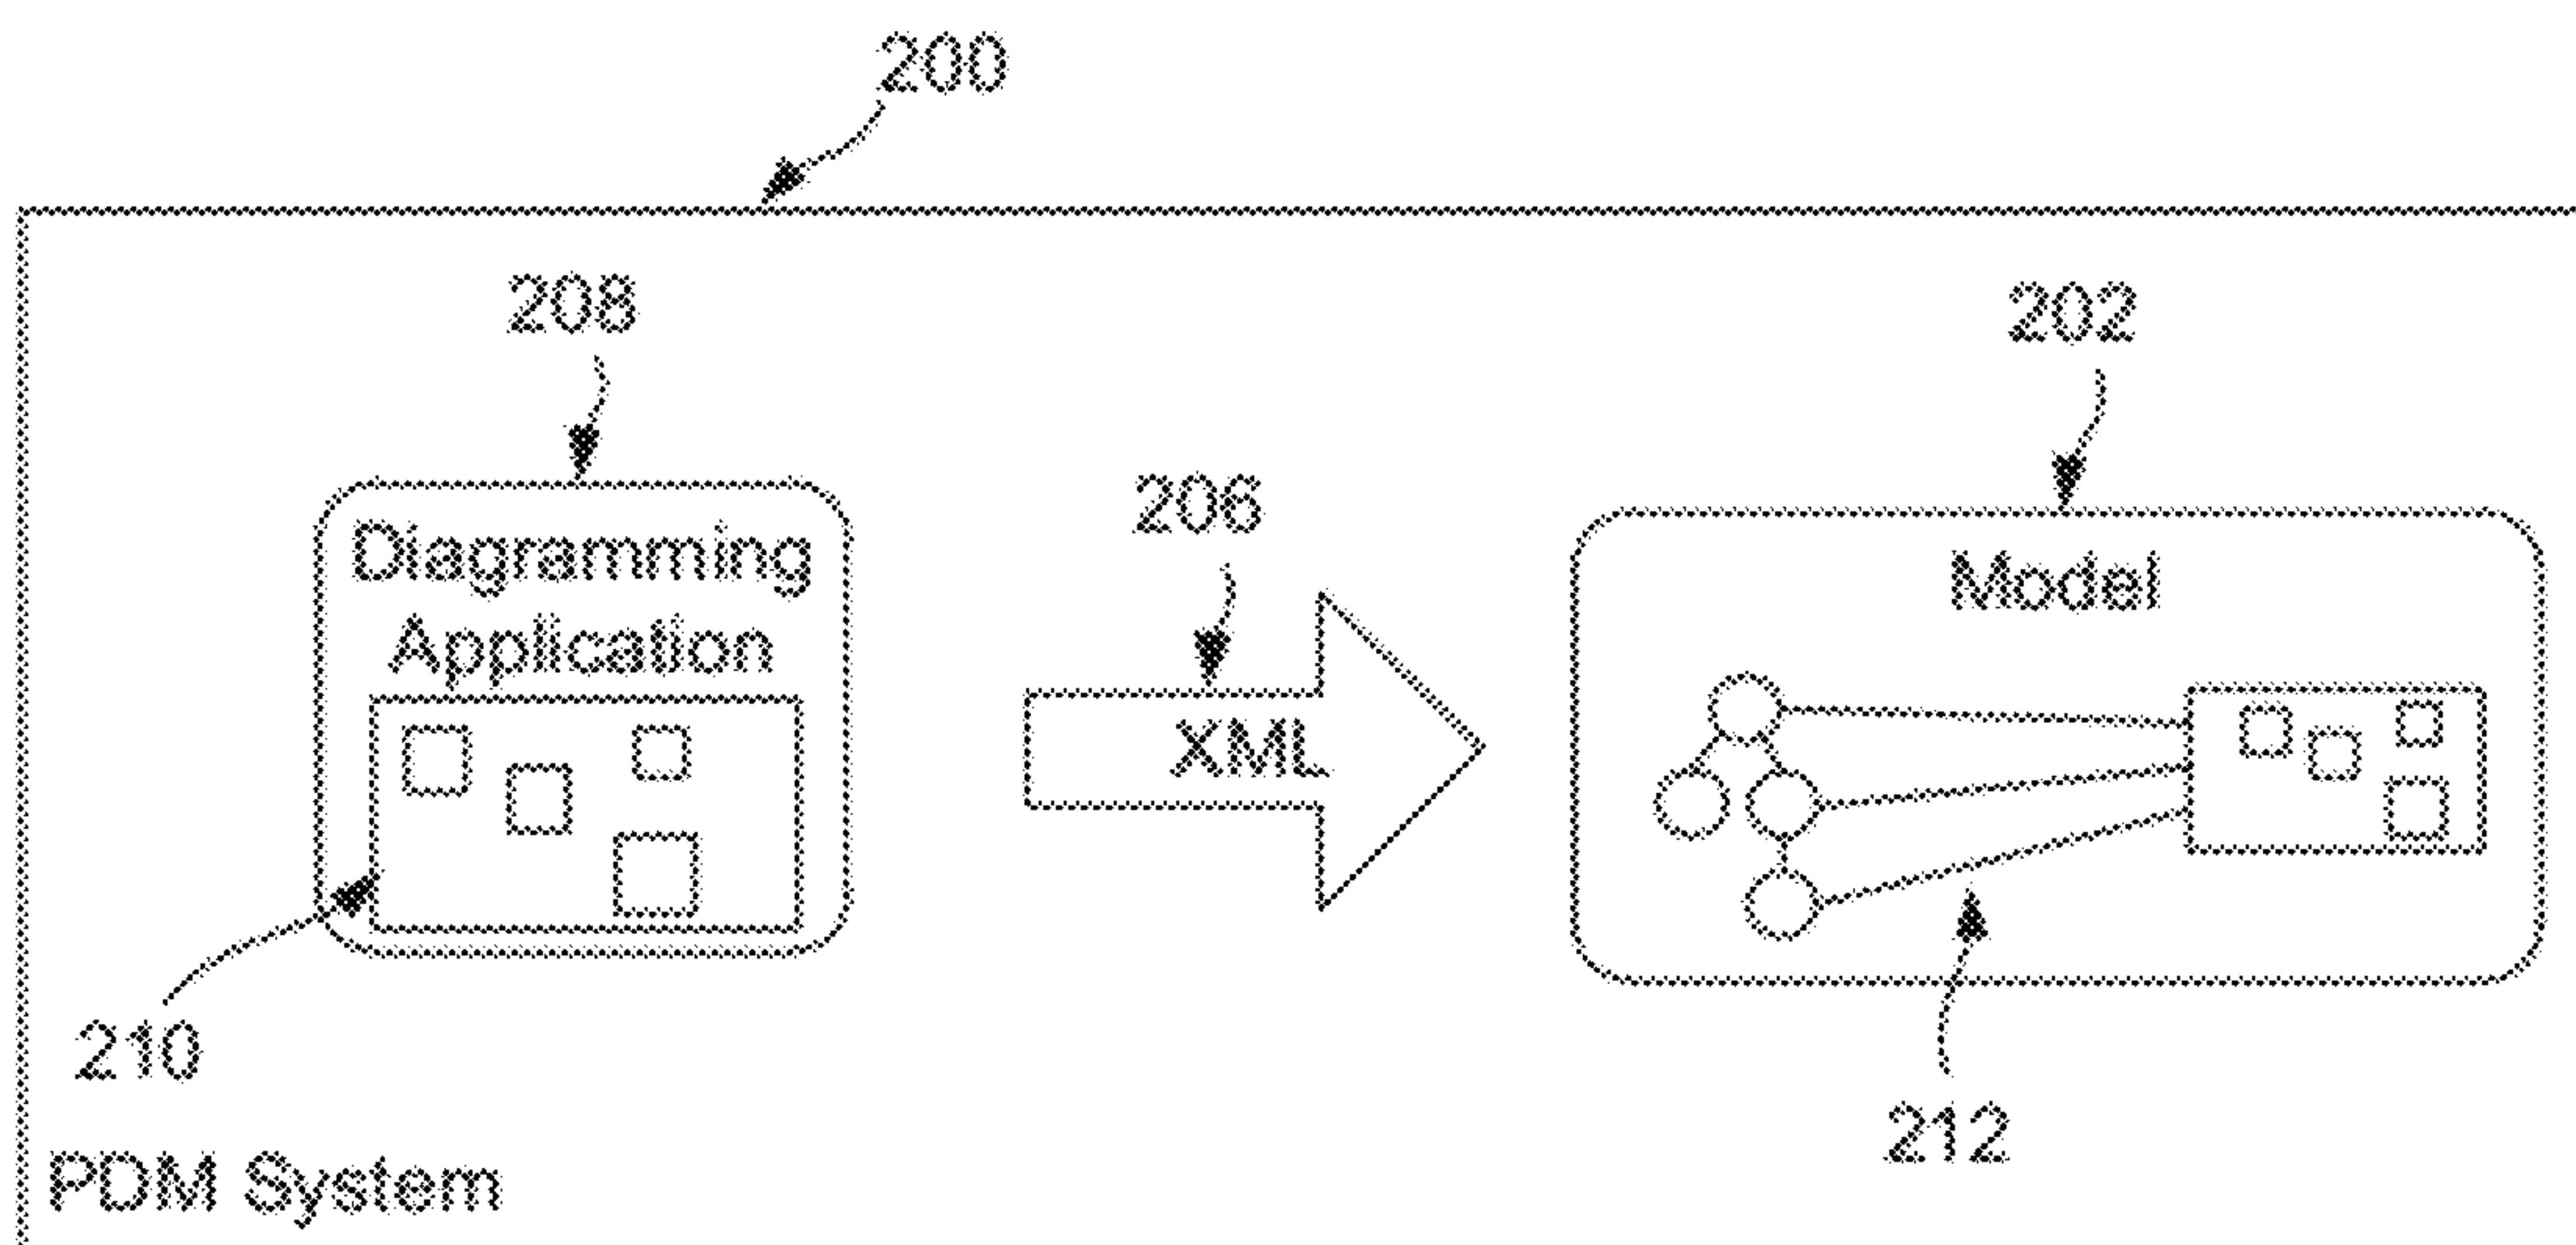 200
208
202
206
Diagramming
Application
Model
XML
210
212
PDM System